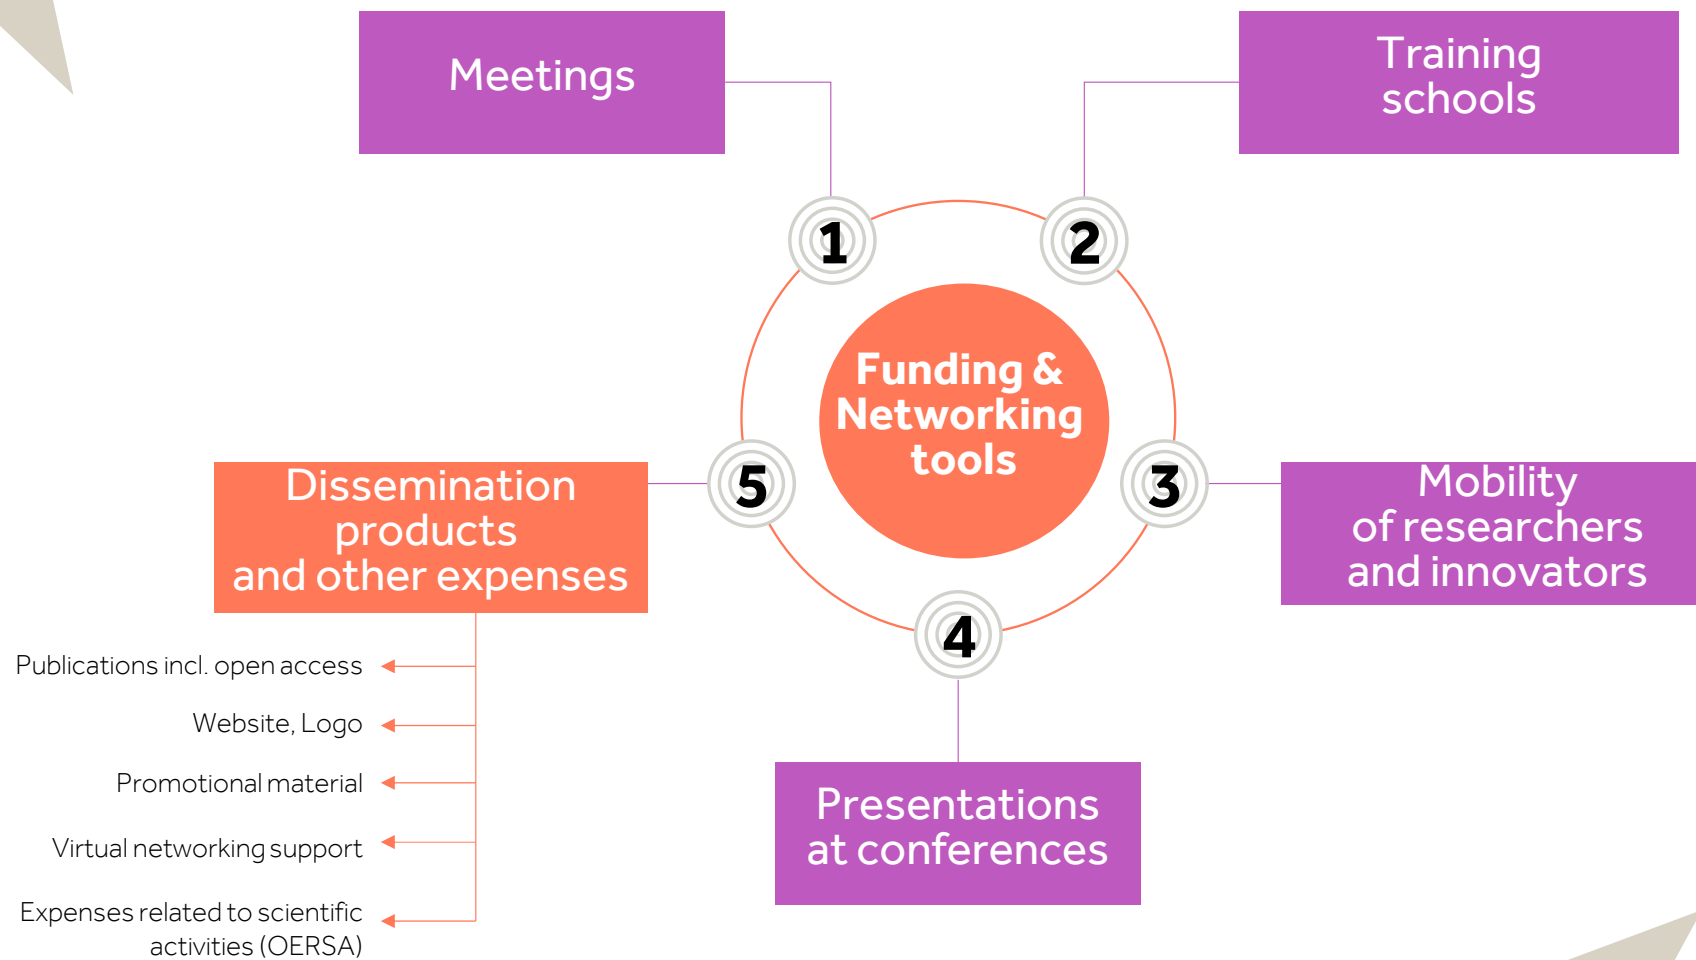 Meetings
Training
schools
1
2
Funding &
Networking
tools
5
3
Dissemination
products
and other expenses
Mobility
of researchers
and innovators
4
Publications incl. open access
Website, Logo
Promotional material
Virtual networking support
Expenses related to scientific
activities (OERSA)
Presentations
at conferences